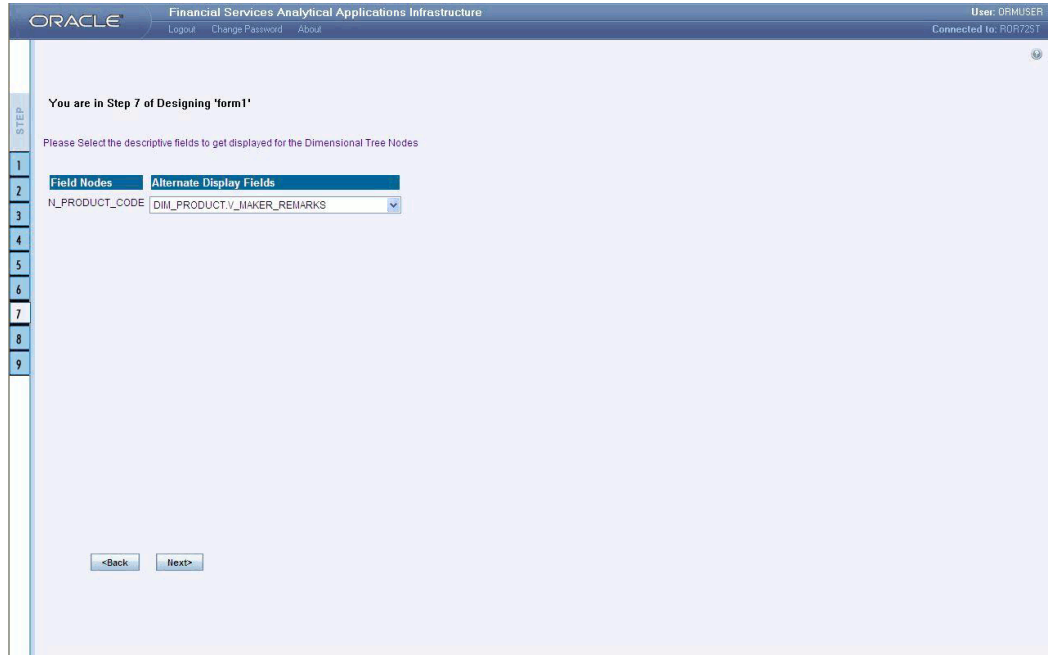 ORACLE
Financial Services Analytical Applications Infrastructure
User: ORMUSER
Logout Change Password About
Connected to: ROR72ST
STEP
You are in Step 7 of Designing 'form1'
Please Select the descriptive fields to get displayed for the Dimensional Tree Nodes
1
2
3
4
5
6
7
8
9
Field Nodes Alternate Display Fields
N_PRODUCT_CODE DIM_PRODUCT.V_MAKER_REMARKS
<Back Next>